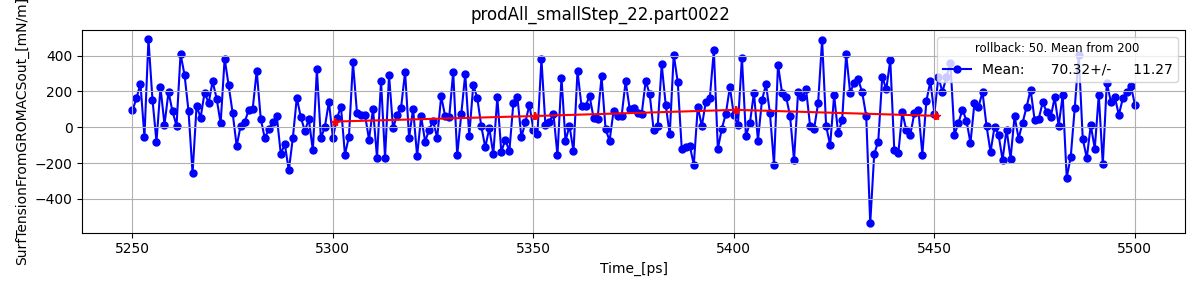 prodAll_smallStep_22.part0022
SurfTensionFromGROMACSout_[mN/m]
400
200
0
−200
−400
rollback: 50. Mean from 200
Mean: 70.32+/- 11.27
5250
5300
5350
5400
5450
5500
Time_[ps]